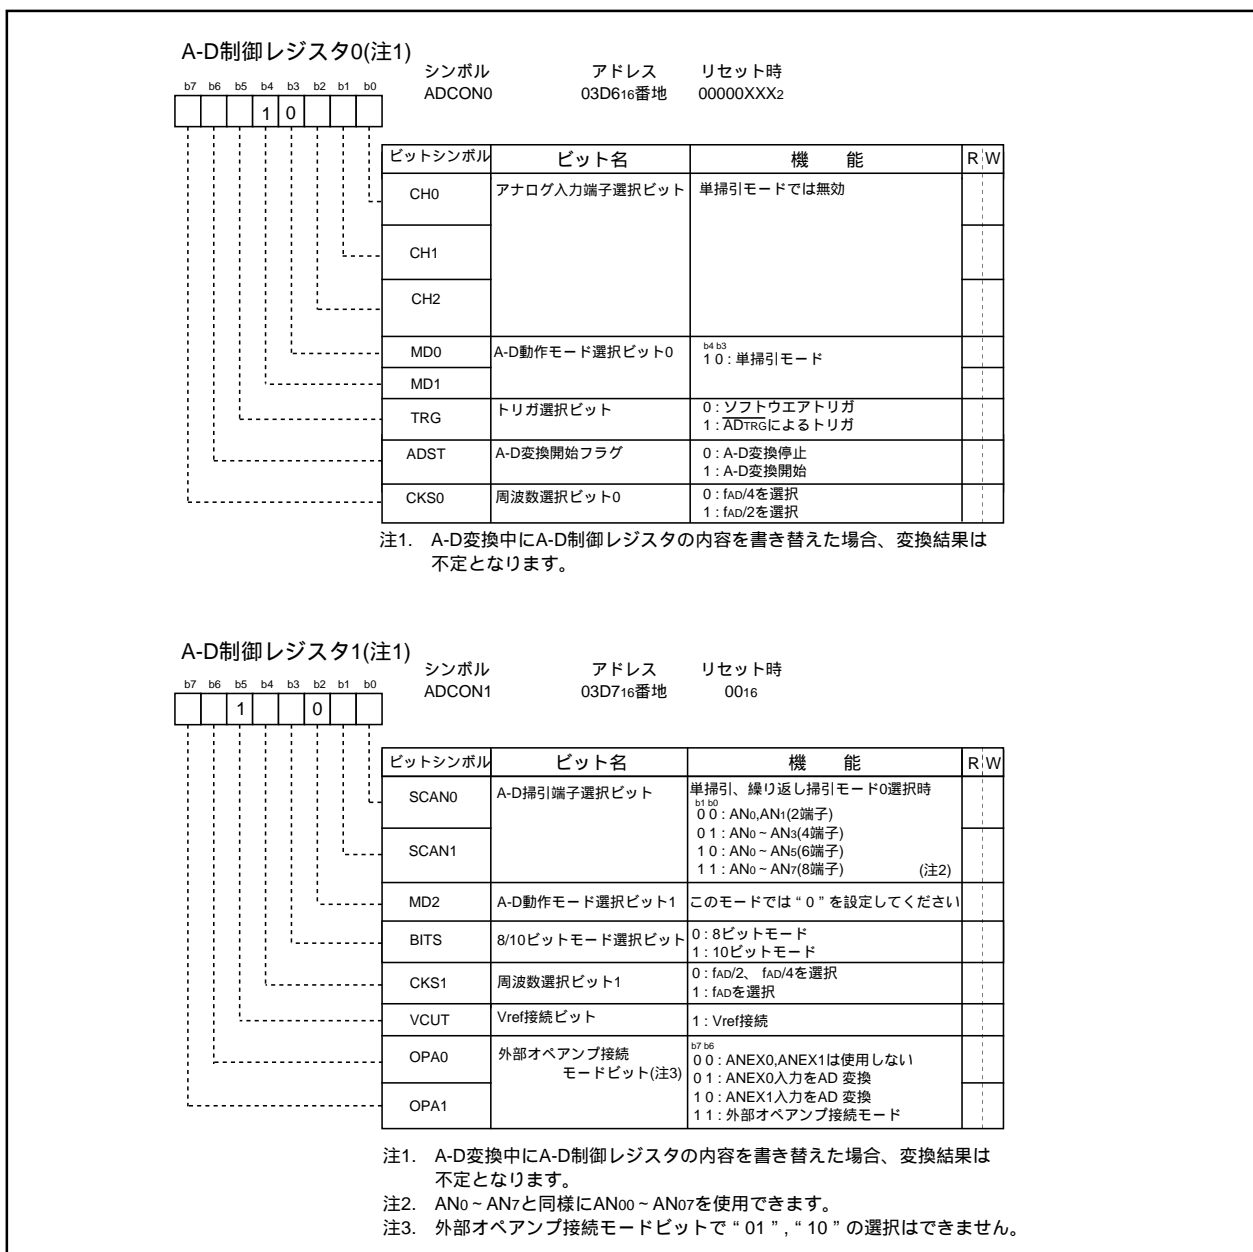 A-D制御レジスタ0(注1)
シンボル アドレス リセット時
ADCON0 03D616番地 00000XXX2
b7 b6 b5 b4 b3 b2 b1 b0
1 0
ビットシンボル ビット名 機 能 R W
CH0 アナログ入力端子選択ビット 単掃引モードでは無効
CH1
CH2
MD0 A-D動作モード選択ビット0 b4 b3
1 0 : 単掃引モード
MD1
TRG トリガ選択ビット 0 : ソフトウエアトリガ
1 : ADTRGによるトリガ
ADST A-D変換開始フラグ 0 : A-D変換停止
1 : A-D変換開始
CKS0 周波数選択ビット0 0 : fAD/4を選択
1 : fAD/2を選択
注1. A-D変換中にA-D制御レジスタの内容を書き替えた場合、変換結果は
不定となります。
A-D制御レジスタ1(注1)
シンボル アドレス リセット時
ADCON1 03D716番地 0016
b7 b6 b5 b4 b3 b2 b1 b0
1 0
ビットシンボル ビット名 機 能 R W
SCAN0 A-D掃引端子選択ビット 単掃引、繰り返し掃引モード0選択時
b1 b0
0 0 : AN0,AN1(2端子)
0 1 : AN0 ~ AN3(4端子)
SCAN1 1 0 : AN0 ~ AN5(6端子)
1 1 : AN0 ~ AN7(8端子) (注2)
MD2 A-D動作モード選択ビット1 このモードでは “ 0 ” を設定してください
BITS 8/10ビットモード選択ビット 0 : 8ビットモード
1 : 10ビットモード
CKS1 周波数選択ビット1 0 : fAD/2、 fAD/4を選択
1 : fADを選択
VCUT Vref接続ビット 1 : Vref接続
OPA0 外部オペアンプ接続
モードビット(注3)
b7 b6
0 0 : ANEX0,ANEX1は使用しない
0 1 : ANEX0入力をAD 変換
OPA1 1 0 : ANEX1入力をAD 変換
1 1 : 外部オペアンプ接続モード
注1. A-D変換中にA-D制御レジスタの内容を書き替えた場合、変換結果は
不定となります。
注2. AN0 ~ AN7と同様にAN00 ~ AN07を使用できます。
注3. 外部オペアンプ接続モードビットで “ 01 ” , “ 10 ” の選択はできません。